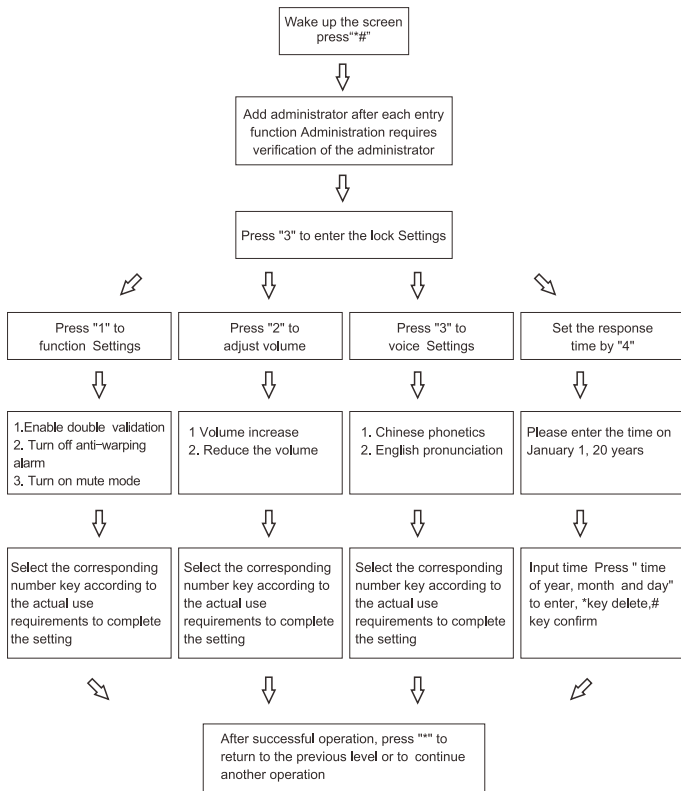 Wake up the screen
press"*#"
Add administrator after each entry
function Administration requires
verification of the administrator
Press "3" to enter the lock Settings
Press "1" to
function Settings
Press "2" to
adjust volume
Press "3" to
voice Settings
Set the response
time by "4"
1.Enable double validation
2. Turn off anti-warping
alarm
3. Turn on mute mode
1 Volume increase
2. Reduce the volume
1. Chinese phonetics
2. English pronunciation
Please enter the time on
January 1, 20 years
Select the corresponding
number key according to
the actual use
requirements to complete
the setting
Select the corresponding
number key according to
the actual use
requirements to complete
the setting
Select the corresponding
number key according to
the actual use
requirements to complete
the setting
Input time Press " time
of year, month and day"
to enter, *key delete,#
key confirm
After successful operation, press "*" to
return to the previous level or to continue
another operation